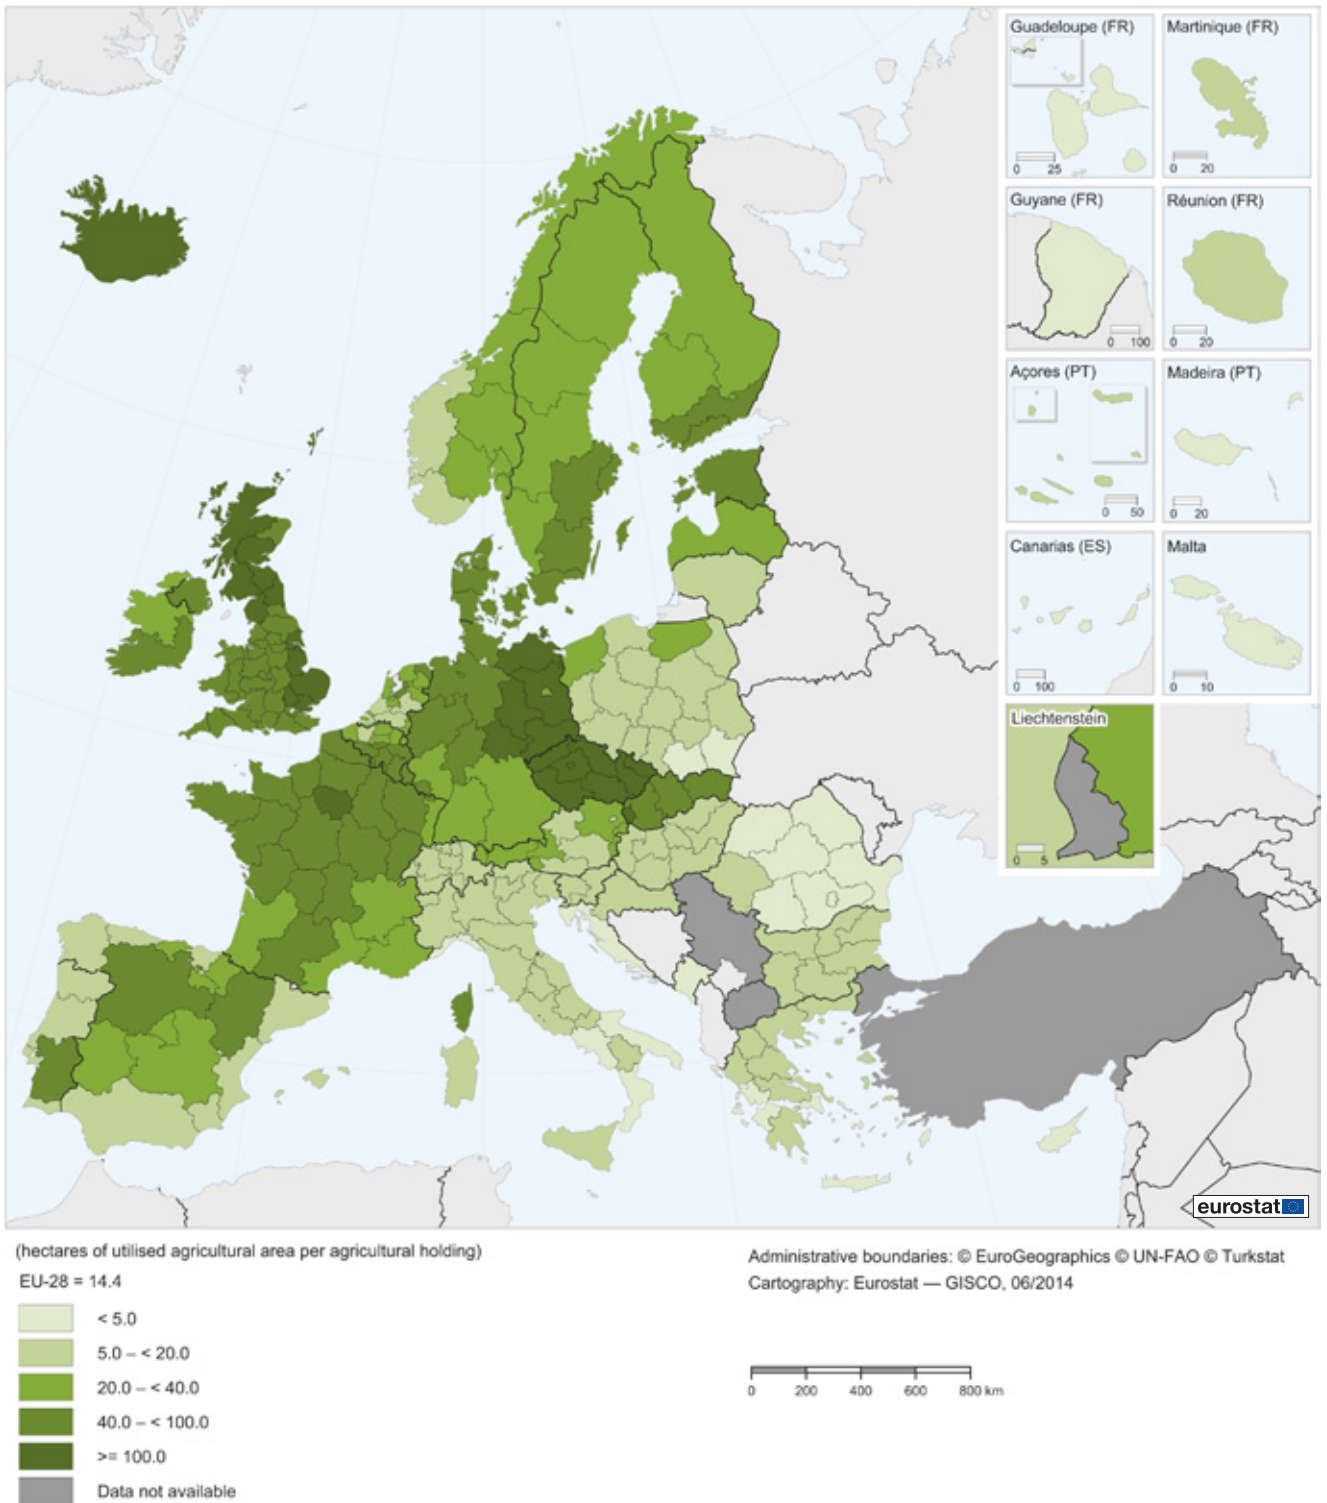 Guadeloupe (FR)
0 25
Martinique (FR)
0 20
Guyane (FR)
0 100
Réunion (FR)
0 20
Açores (PT)
0 50
Madeira (PT)
0 20
Canarias (ES)
0 100
Malta
0 10
Liechtenstein
0 5
eurostat
(hectares of utilised agricultural area per agricultural holding)
EU-28 = 14.4
< 5.0
5.0 – < 20.0
20.0 – < 40.0
40.0 – < 100.0
>= 100.0
Data not available
Administrative boundaries: © EuroGeographics © UN-FAO © Turkstat
Cartography: Eurostat — GISCO, 06/2014
0 200 400 600 800 km